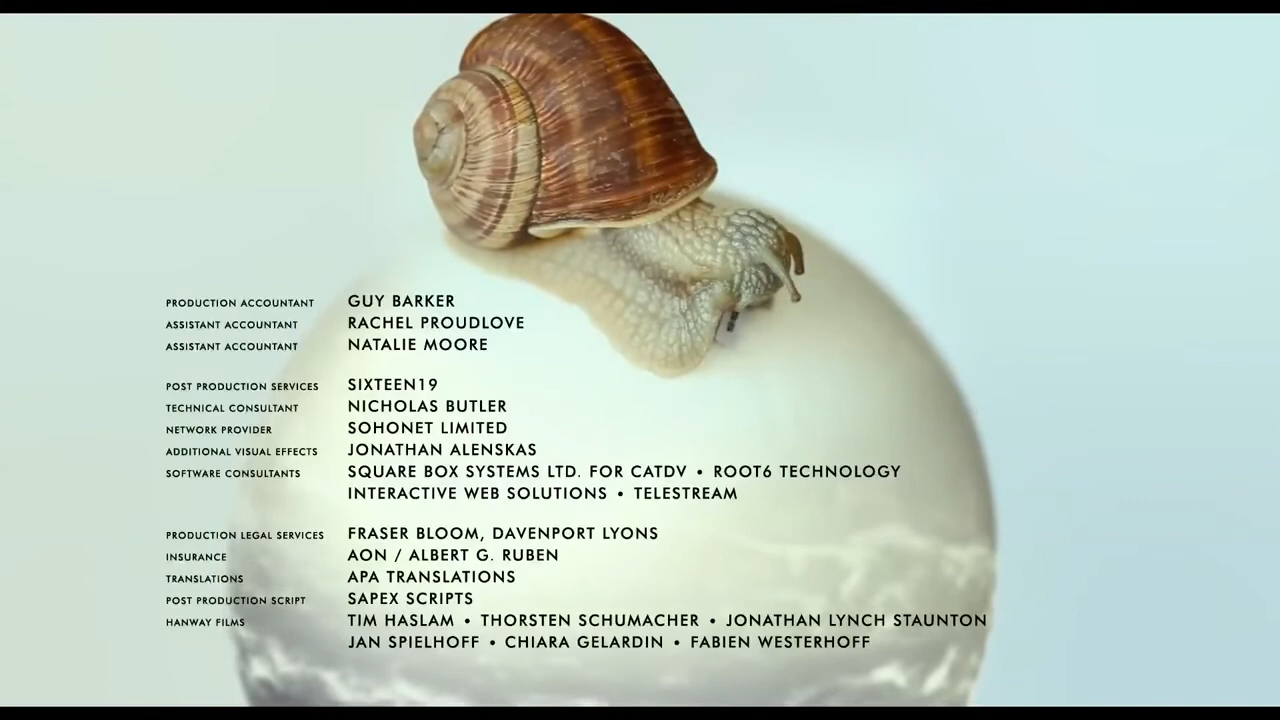 PRODUCTION ACCOUNTANT GUY BARKER
ASSISTANT ACCOUNTANT RACHEL PROUDLOVE
ASSISTANT ACCOUNTANT NATALIE MOORE
POST PRODUCTION SERVICES SIXTEEN19
TECHNICAL CONSULTANT NICHOLAS BUTLER
NETWORK PROVIDER SOHONET LIMITED
ADDITIONAL VISUAL EFFECTS JONATHAN ALENSKAS
SOFTWARE CONSULTANTS SQUARE BOX SYSTEMS LTD. FOR CATDV • ROOT6 TECHNOLOGY
INTERACTIVE WEB SOLUTIONS • TELESTREAM
PRODUCTION LEGAL SERVICES FRASER BLOOM, DAVENPORT LYONS
INSURANCE AON / ALBERT G. RUBEN
TRANSLATIONS APA TRANSLATIONS
POST PRODUCTION SCRIPT SAPEX SCRIPTS
HANWAY FILMS TIM HASLAM • THORSTEN SCHUMACHER • JONATHAN LYNCH STAUNTON
JAN SPIELHOFF • CHIARA GELARDIN • FABIEN WESTERHOFF